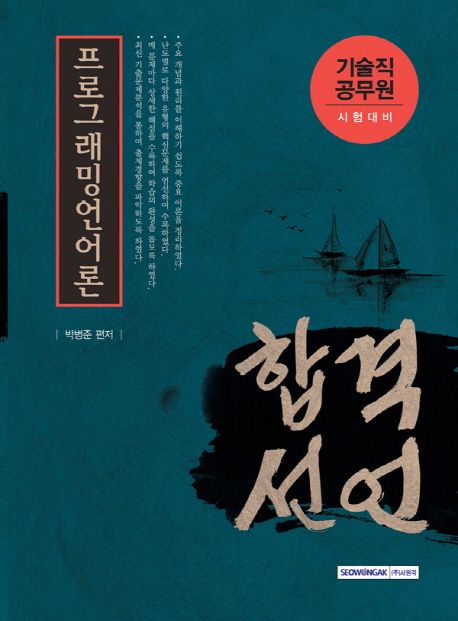 프로그래밍언어론
박병준 편저
• 주요 개념과 원리를 이해하기 쉽도록 중요 이론을 정리하였다.
• 난도별로 다양한 유형의 핵심문제를 엄선하여 수록하였다.
• 매 문제마다 상세한 해설을 수록하여 학습의 완성을 돕도록 하였다.
• 최신 기출문제분석을 통하여 출제경향을 파악하도록 하였다.
기술직
공무원
시험대비
합격
선언
SEOWONGAK (주)서원각